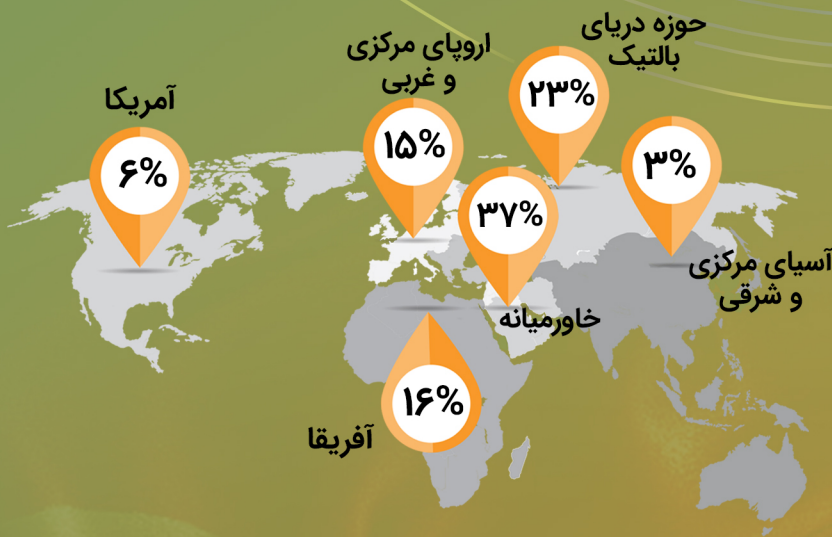 حوزه دریای
بالتیک
۲۳%
اروپای مرکزی
و غربی
۱۵%
آمریکا
۶%
۳%
آسیای مرکزی
و شرقی
۳۷%
خاورمیانه
۱۶%
آفریقا